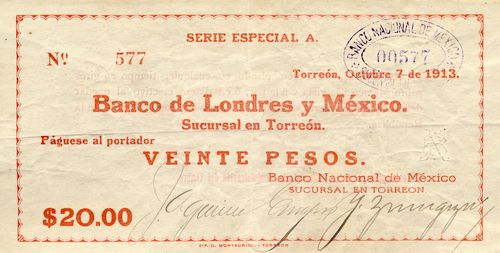 SERIE ESPECIAL A.
Nº 577
BANCO NACIONAL DE MEXICO
00577
Torreón, Octubre 7 de 1913.
Banco de Londres y México.
Sucursal en Torreón.
Páguese al portador
VEINTE PESOS.
Banco Nacional de México
SUCURSAL EN TORREON
$20.00